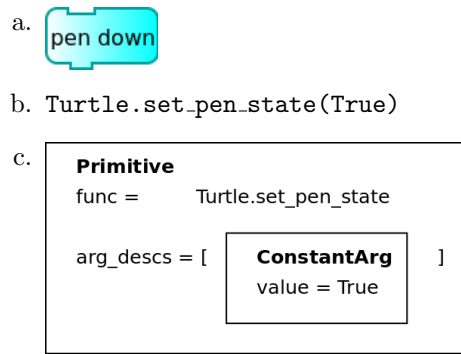 a. pen down
b. Turtle.set_pen_state(True)
c. Primitive
func = Turtle.set_pen_state
arg_descs = [ ConstantArg ]
value = True